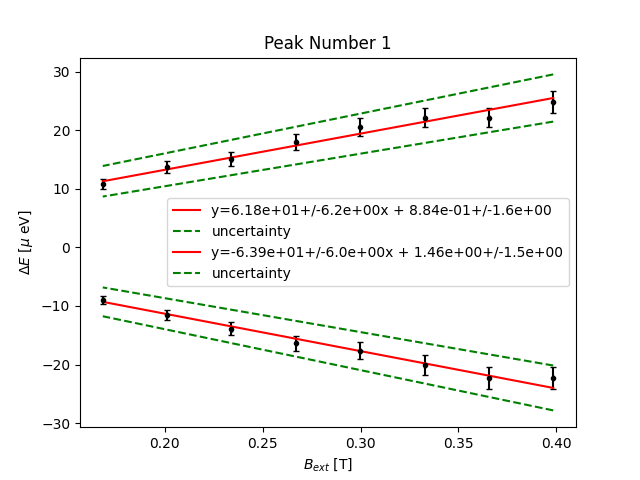 Peak Number 1
30
20
10
0
−10
−20
−30
ΔE [μ eV]
y=6.18e+01+/-6.2e+00x + 8.84e-01+/-1.6e+00
uncertainty
y=-6.39e+01+/-6.0e+00x + 1.46e+00+/-1.5e+00
uncertainty
0.20 0.25 0.30 0.35 0.40
B_ext [T]